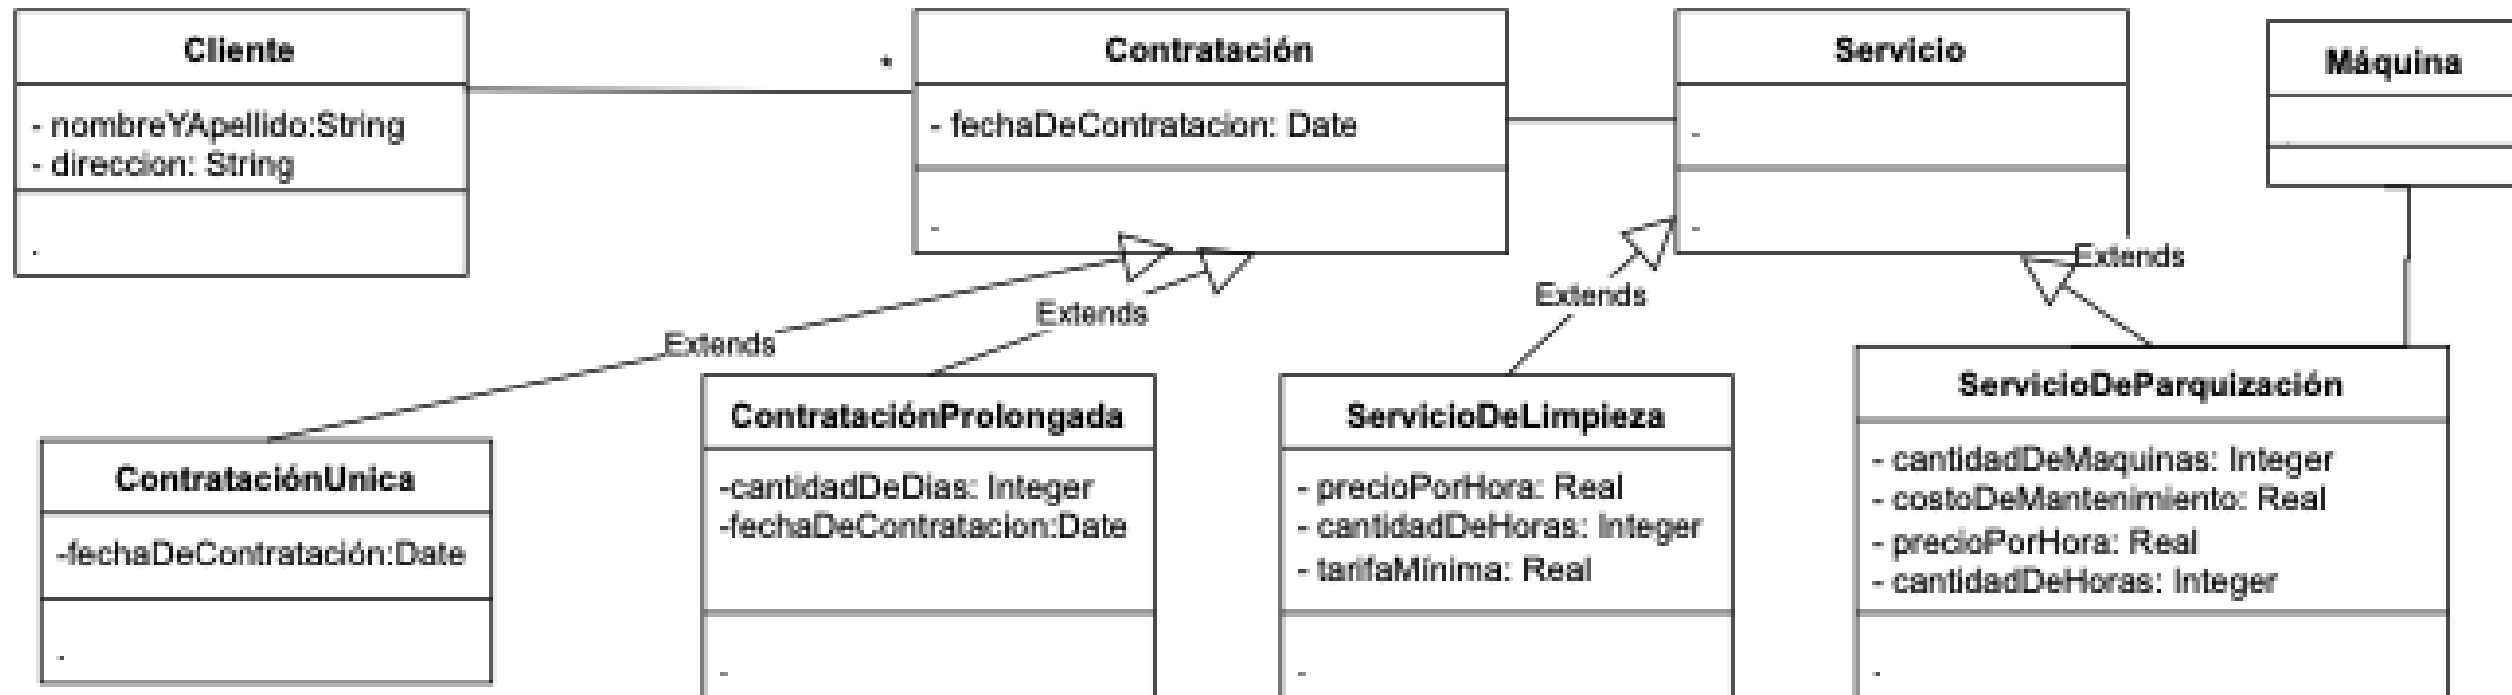 Cliente
- nombreYApellido:String
- direccion: String
*
Contratación
- fechaDeContratacion: Date
Servicio
Máquina
Extends
Extends
Extends
Extends
ContrataciónUnica
-fechaDeContratación:Date
ContrataciónProlongada
-cantidadDeDias: Integer
-fechaDeContratacion:Date
ServicioDeLimpieza
- precioPorHora: Real
- cantidadDeHoras: Integer
- tarifaMínima: Real
ServicioDeParquización
- cantidadDeMaquinas: Integer
- costoDeMantenimiento: Real
- precioPorHora: Real
- cantidadDeHoras: Integer